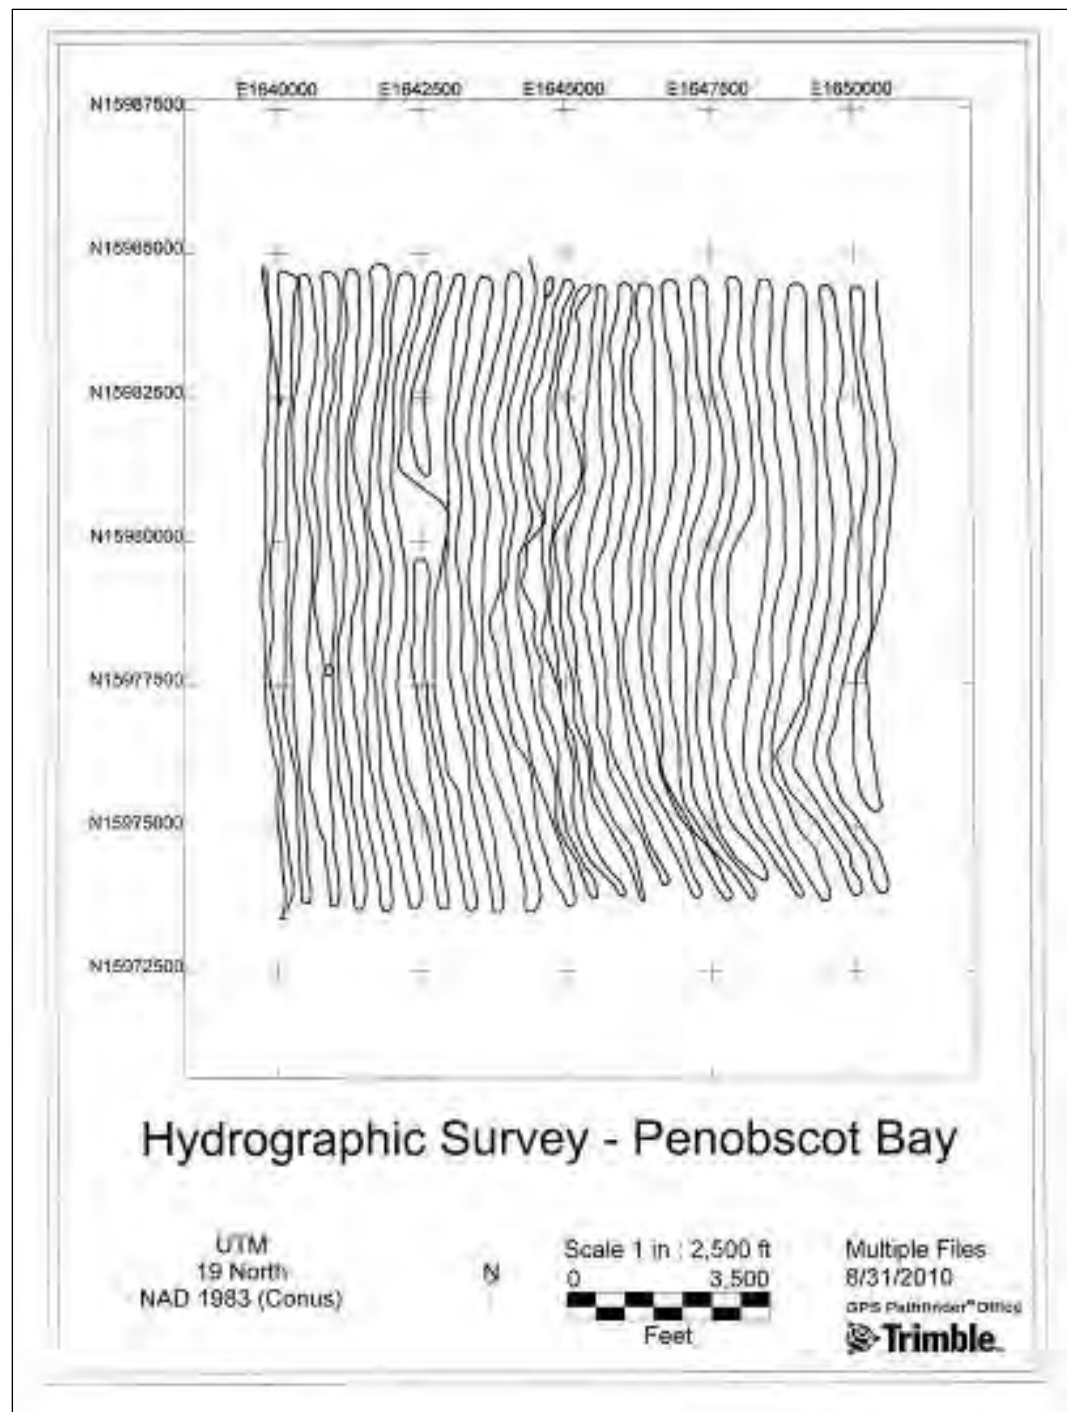 E1640000 E1642500 E1645000 E1647500 E1650000
N15987500
N15985000
N15982500
N15980000
N15977500
N15975000
N15972500
Hydrographic Survey - Penobscot Bay
UTM
19 North
NAD 1983 (Conus)
N
Scale 1 in : 2,500 ft
0 3,500
Feet
Multiple Files
8/31/2010
GPS Pathfinder™ Office
Trimble